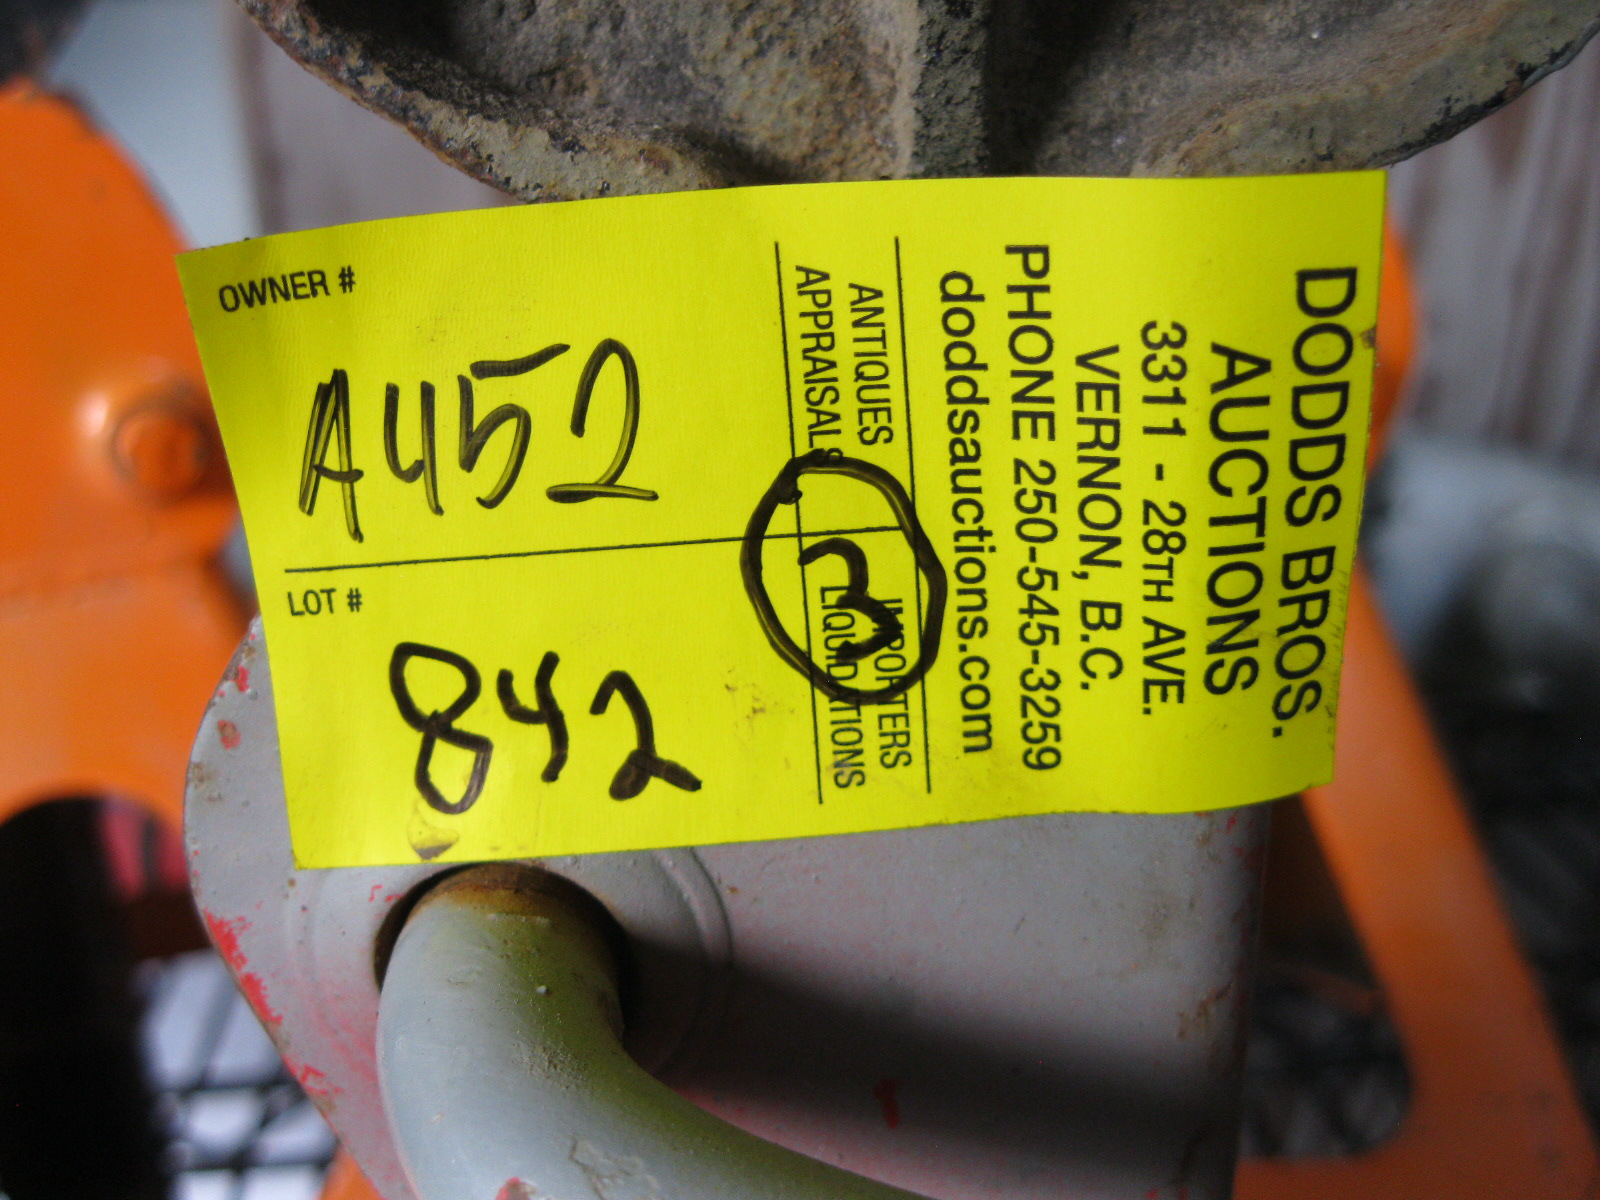 DODDS BROS.
AUCTIONS
3311 - 28TH AVE.
VERNON, B.C.
PHONE 250-545-3259
doddsauctions.com
ANTIQUES IMPORTERS
APPRAISALS LIQUIDATIONS
3
OWNER #
A452
LOT #
842